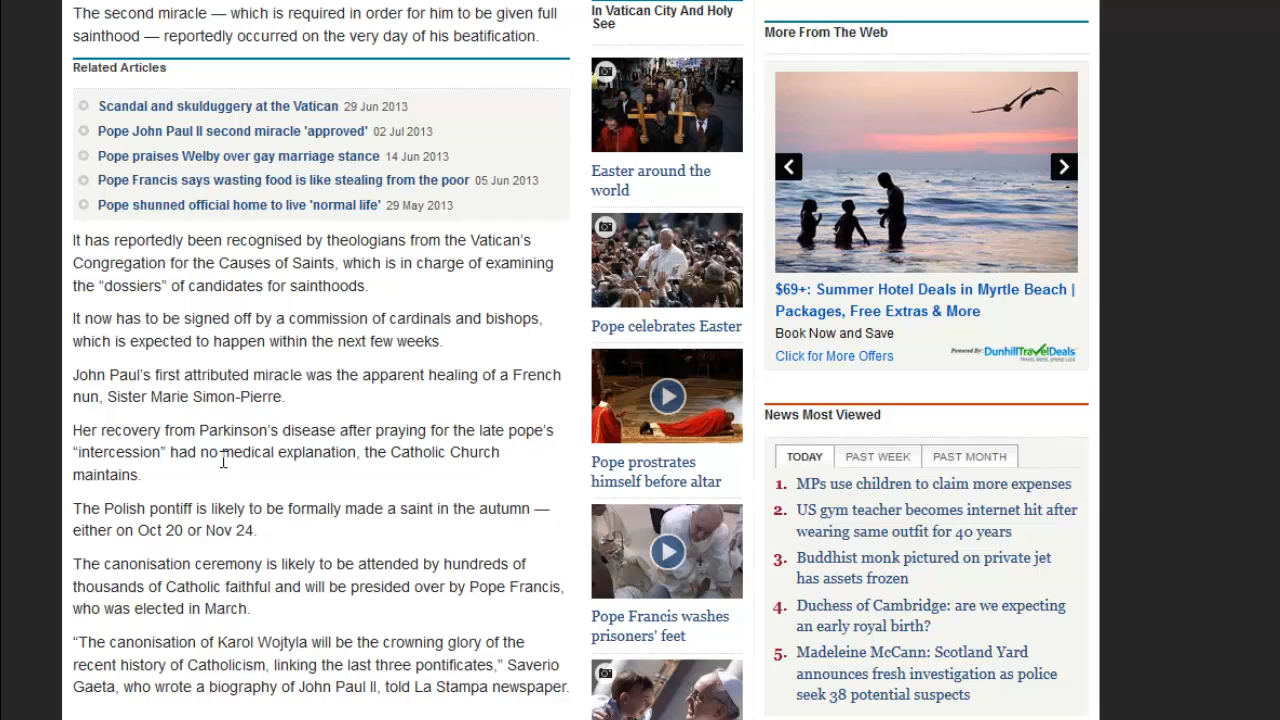 The second miracle — which is required in order for him to be given full
sainthood — reportedly occurred on the very day of his beatification.
Related Articles
Scandal and skulduggery at the Vatican 29 Jun 2013
Pope John Paul II second miracle 'approved' 02 Jul 2013
Pope praises Welby over gay marriage stance 14 Jun 2013
Pope Francis says wasting food is like stealing from the poor 05 Jun 2013
Pope shunned official home to live 'normal life' 29 May 2013
It has reportedly been recognised by theologians from the Vatican's
Congregation for the Causes of Saints, which is in charge of examining
the “dossiers” of candidates for sainthoods.
It now has to be signed off by a commission of cardinals and bishops,
which is expected to happen within the next few weeks.
John Paul's first attributed miracle was the apparent healing of a French
nun, Sister Marie Simon-Pierre.
Her recovery from Parkinson's disease after praying for the late pope's
“intercession” had no medical explanation, the Catholic Church
maintains.
The Polish pontiff is likely to be formally made a saint in the autumn —
either on Oct 20 or Nov 24.
The canonisation ceremony is likely to be attended by hundreds of
thousands of Catholic faithful and will be presided over by Pope Francis,
who was elected in March.
“The canonisation of Karol Wojtyla will be the crowning glory of the
recent history of Catholicism, linking the last three pontificates,” Saverio
Gaeta, who wrote a biography of John Paul II, told La Stampa newspaper.
In Vatican City And Holy
See
Easter around the
world
Pope celebrates Easter
Pope prostrates
himself before altar
Pope Francis washes
prisoners' feet
More From The Web
$69+: Summer Hotel Deals in Myrtle Beach |
Packages, Free Extras & More
Book Now and Save
Click for More Offers
Powered By: DunhillTravelDeals
News Most Viewed
TODAY PAST WEEK PAST MONTH
1. MPs use children to claim more expenses
2. US gym teacher becomes internet hit after
wearing same outfit for 40 years
3. Buddhist monk pictured on private jet
has assets frozen
4. Duchess of Cambridge: are we expecting
an early royal birth?
5. Madeleine McCann: Scotland Yard
announces fresh investigation as police
seek 38 potential suspects